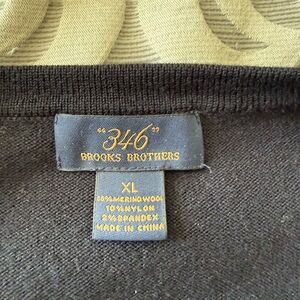 "346"
BROOKS BROTHERS
XL
88% MERINO WOOL
10% NYLON
2% SPANDEX
MADE IN CHINA